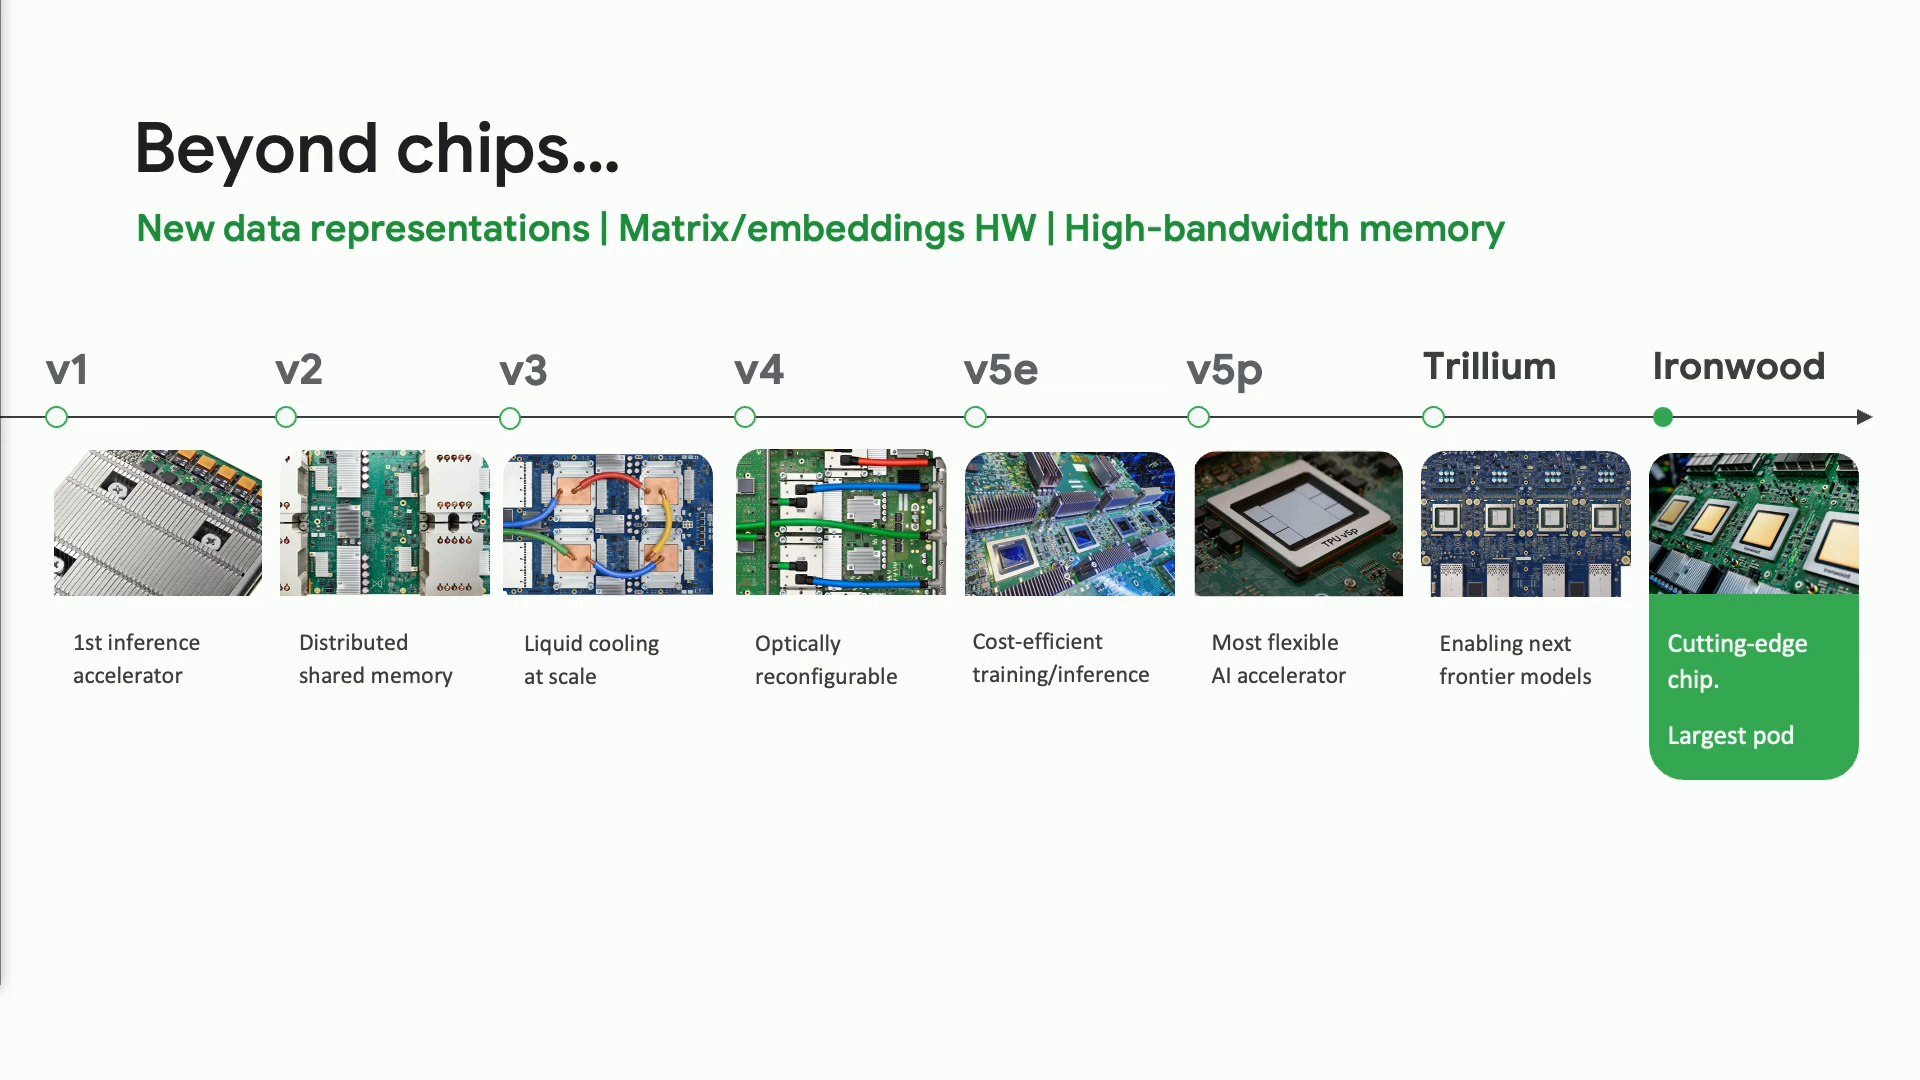 Beyond chips...
New data representations | Matrix/embeddings HW | High-bandwidth memory
v1
v2
v3
v4
v5e
v5p
Trillium
Ironwood
TPU v5p
1st inference
accelerator
Distributed
shared memory
Liquid cooling
at scale
Optically
reconfigurable
Cost-efficient
training/inference
Most flexible
AI accelerator
Enabling next
frontier models
Cutting-edge
chip.
Largest pod